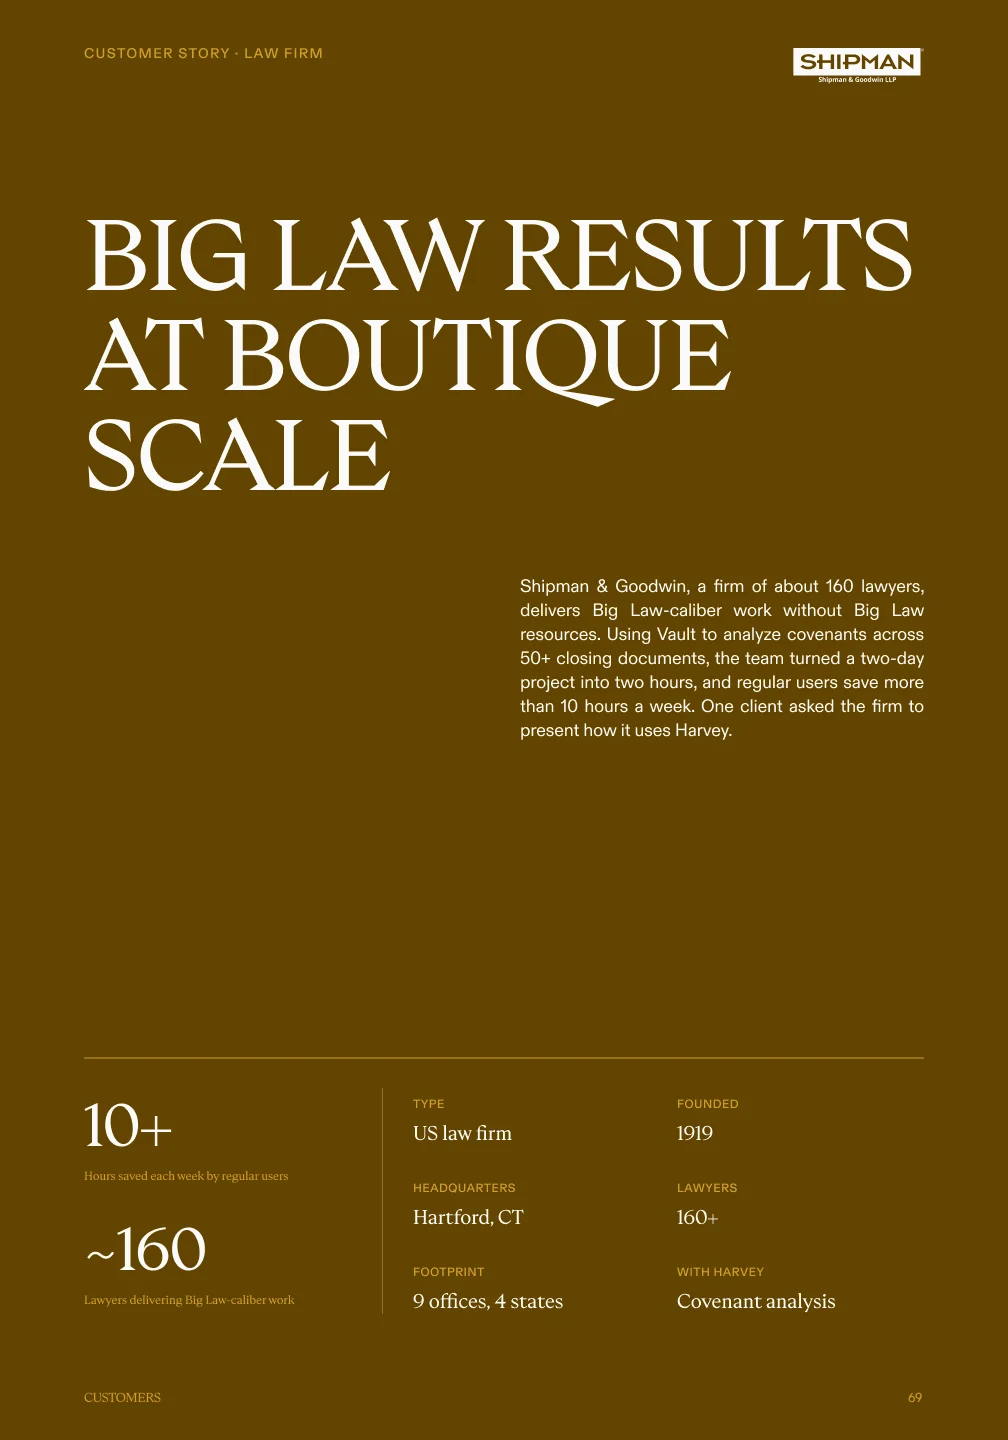 CUSTOMER STORY · LAW FIRM
SHIPMAN
Shipman & Goodwin LLP
BIG LAW RESULTS
AT BOUTIQUE
SCALE
Shipman & Goodwin, a firm of about 160 lawyers,
delivers Big Law-caliber work without Big Law
resources. Using Vault to analyze covenants across
50+ closing documents, the team turned a two-day
project into two hours, and regular users save more
than 10 hours a week. One client asked the firm to
present how it uses Harvey.
10+
Hours saved each week by regular users
~160
Lawyers delivering Big Law-caliber work
TYPE
US law firm
HEADQUARTERS
Hartford, CT
FOOTPRINT
9 offices, 4 states
FOUNDED
1919
LAWYERS
160+
WITH HARVEY
Covenant analysis
CUSTOMERS
69